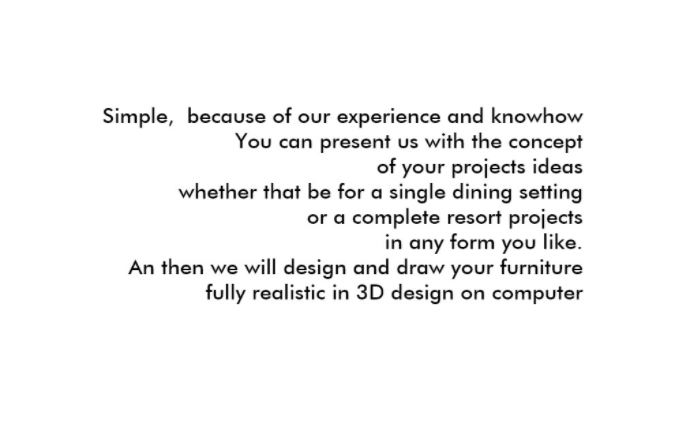 Simple,  because of our experience and knowhow
You can present us with the concept
of your projects ideas
whether that be for a single dining setting
or a complete resort projects
in any form you like.
An then we will design and draw your furniture
fully realistic in 3D design on computer